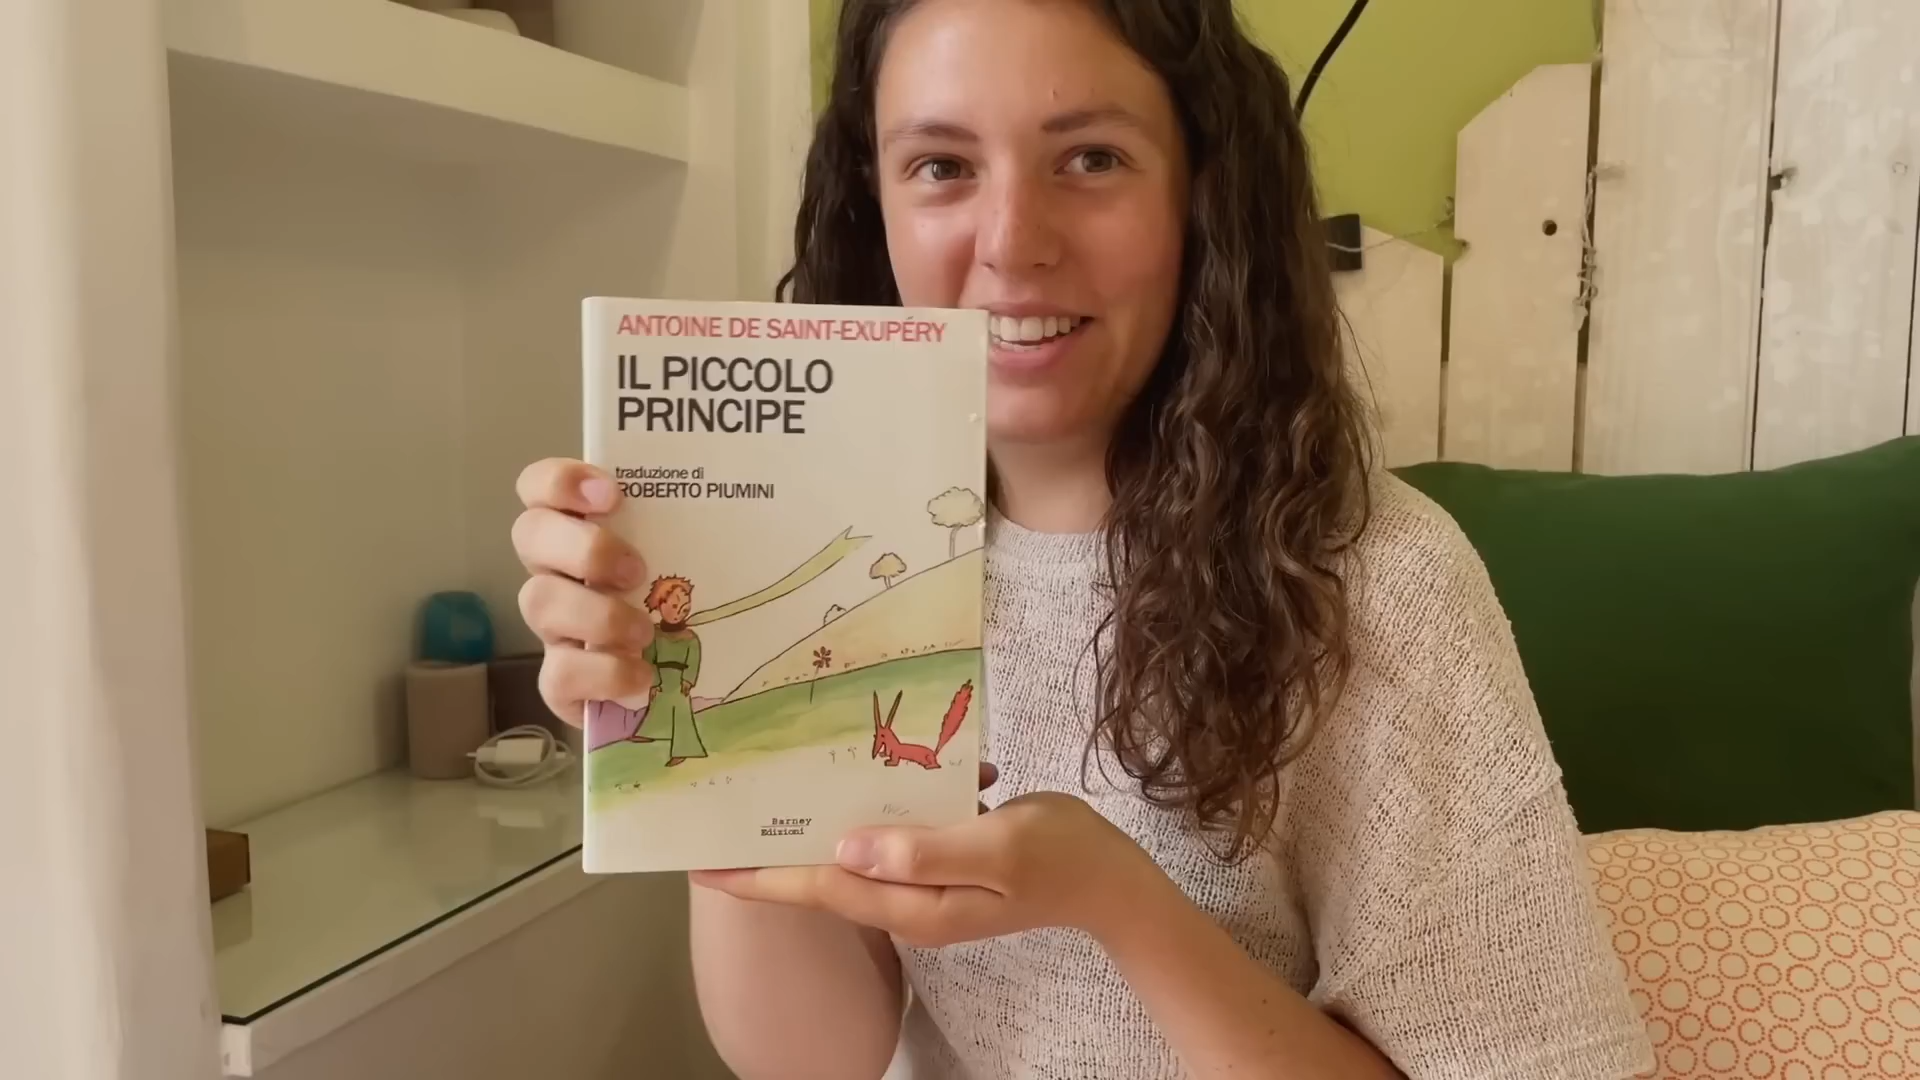 ANTOINE DE SAINT-EXUPÉRY
IL PICCOLO
PRINCIPE
traduzione di
ROBERTO PIUMINI
Barney
Edizioni